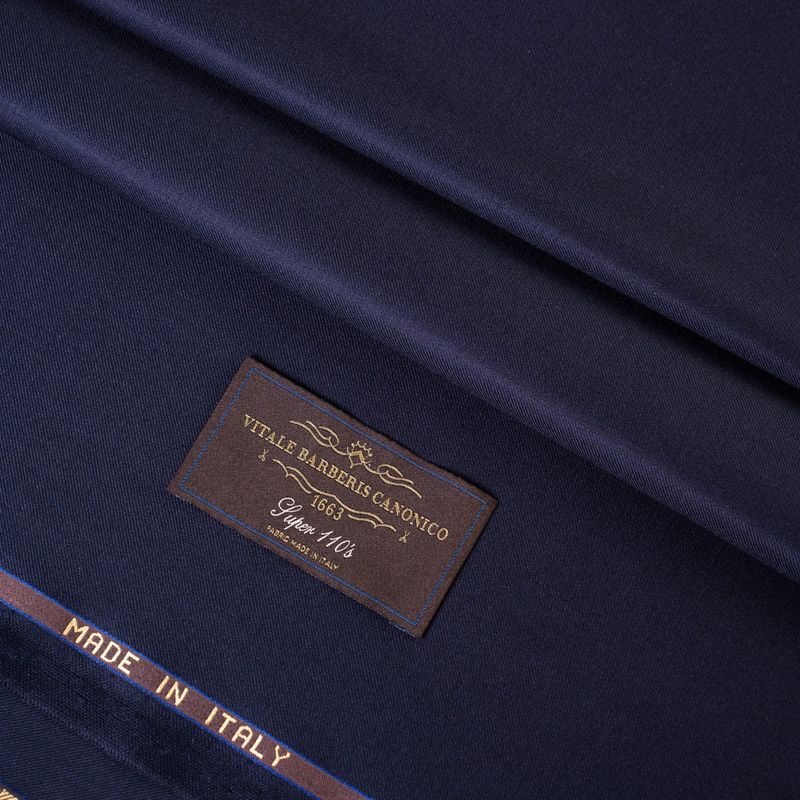 VITALE BARBERIS CANONICO
1663
Super 110's
FABRIC MADE IN ITALY
MADE IN ITALY